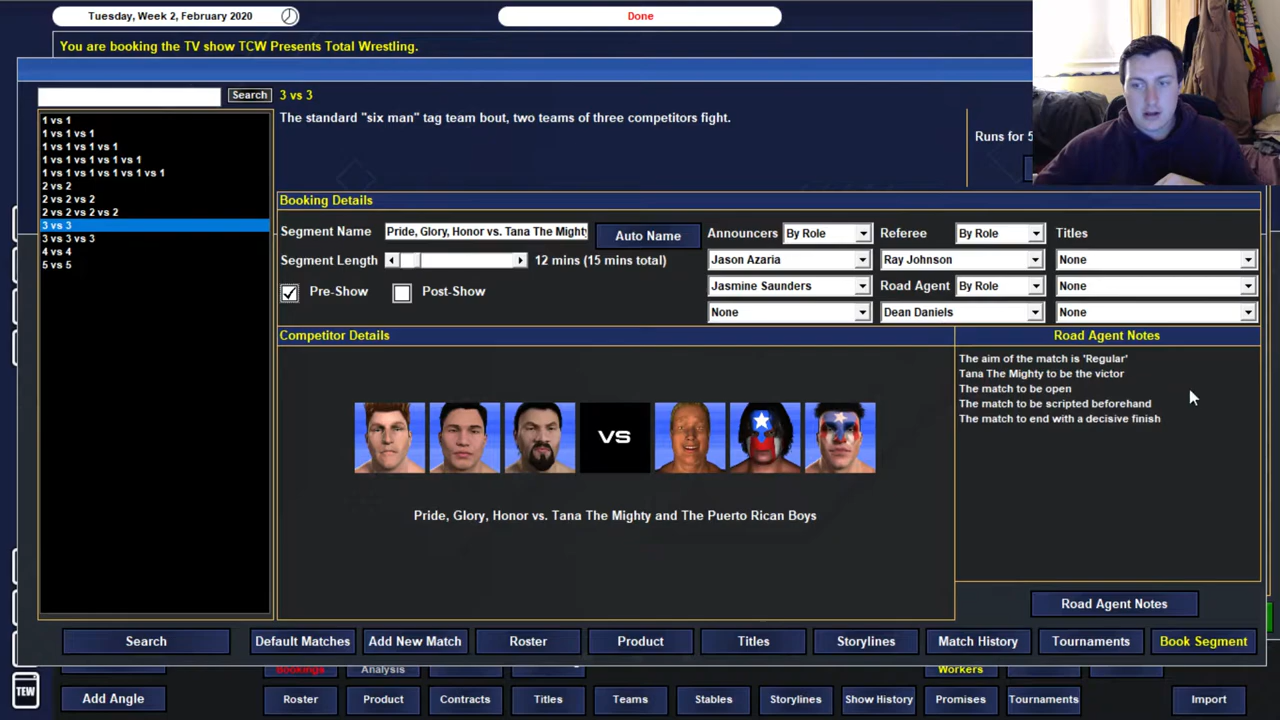 Tuesday, Week 2, February 2020
Done
You are booking the TV show TCW Presents Total Wrestling.
Search
3 vs 3
The standard "six man" tag team bout, two teams of three competitors fight.
Runs for 5
1 vs 1
1 vs 1 vs 1
1 vs 1 vs 1 vs 1
1 vs 1 vs 1 vs 1 vs 1
1 vs 1 vs 1 vs 1 vs 1 vs 1
2 vs 2
2 vs 2 vs 2
2 vs 2 vs 2 vs 2
3 vs 3
3 vs 3 vs 3
4 vs 4
5 vs 5
Booking Details
Segment Name Pride, Glory, Honor vs. Tana The Mighty Auto Name Announcers By Role Referee By Role Titles
Segment Length 12 mins (15 mins total) Jason Azaria Ray Johnson None
Pre-Show Post-Show Jasmine Saunders Road Agent By Role None
None Dean Daniels None
Competitor Details
VS
Pride, Glory, Honor vs. Tana The Mighty and The Puerto Rican Boys
Road Agent Notes
The aim of the match is 'Regular'
Tana The Mighty to be the victor
The match to be open
The match to be scripted beforehand
The match to end with a decisive finish
Road Agent Notes
Search Default Matches Add New Match Roster Product Titles Storylines Match History Tournaments Book Segment
Bookings Analysis Workers
TEW Add Angle Roster Product Contracts Titles Teams Stables Storylines Show History Promises Tournaments Import